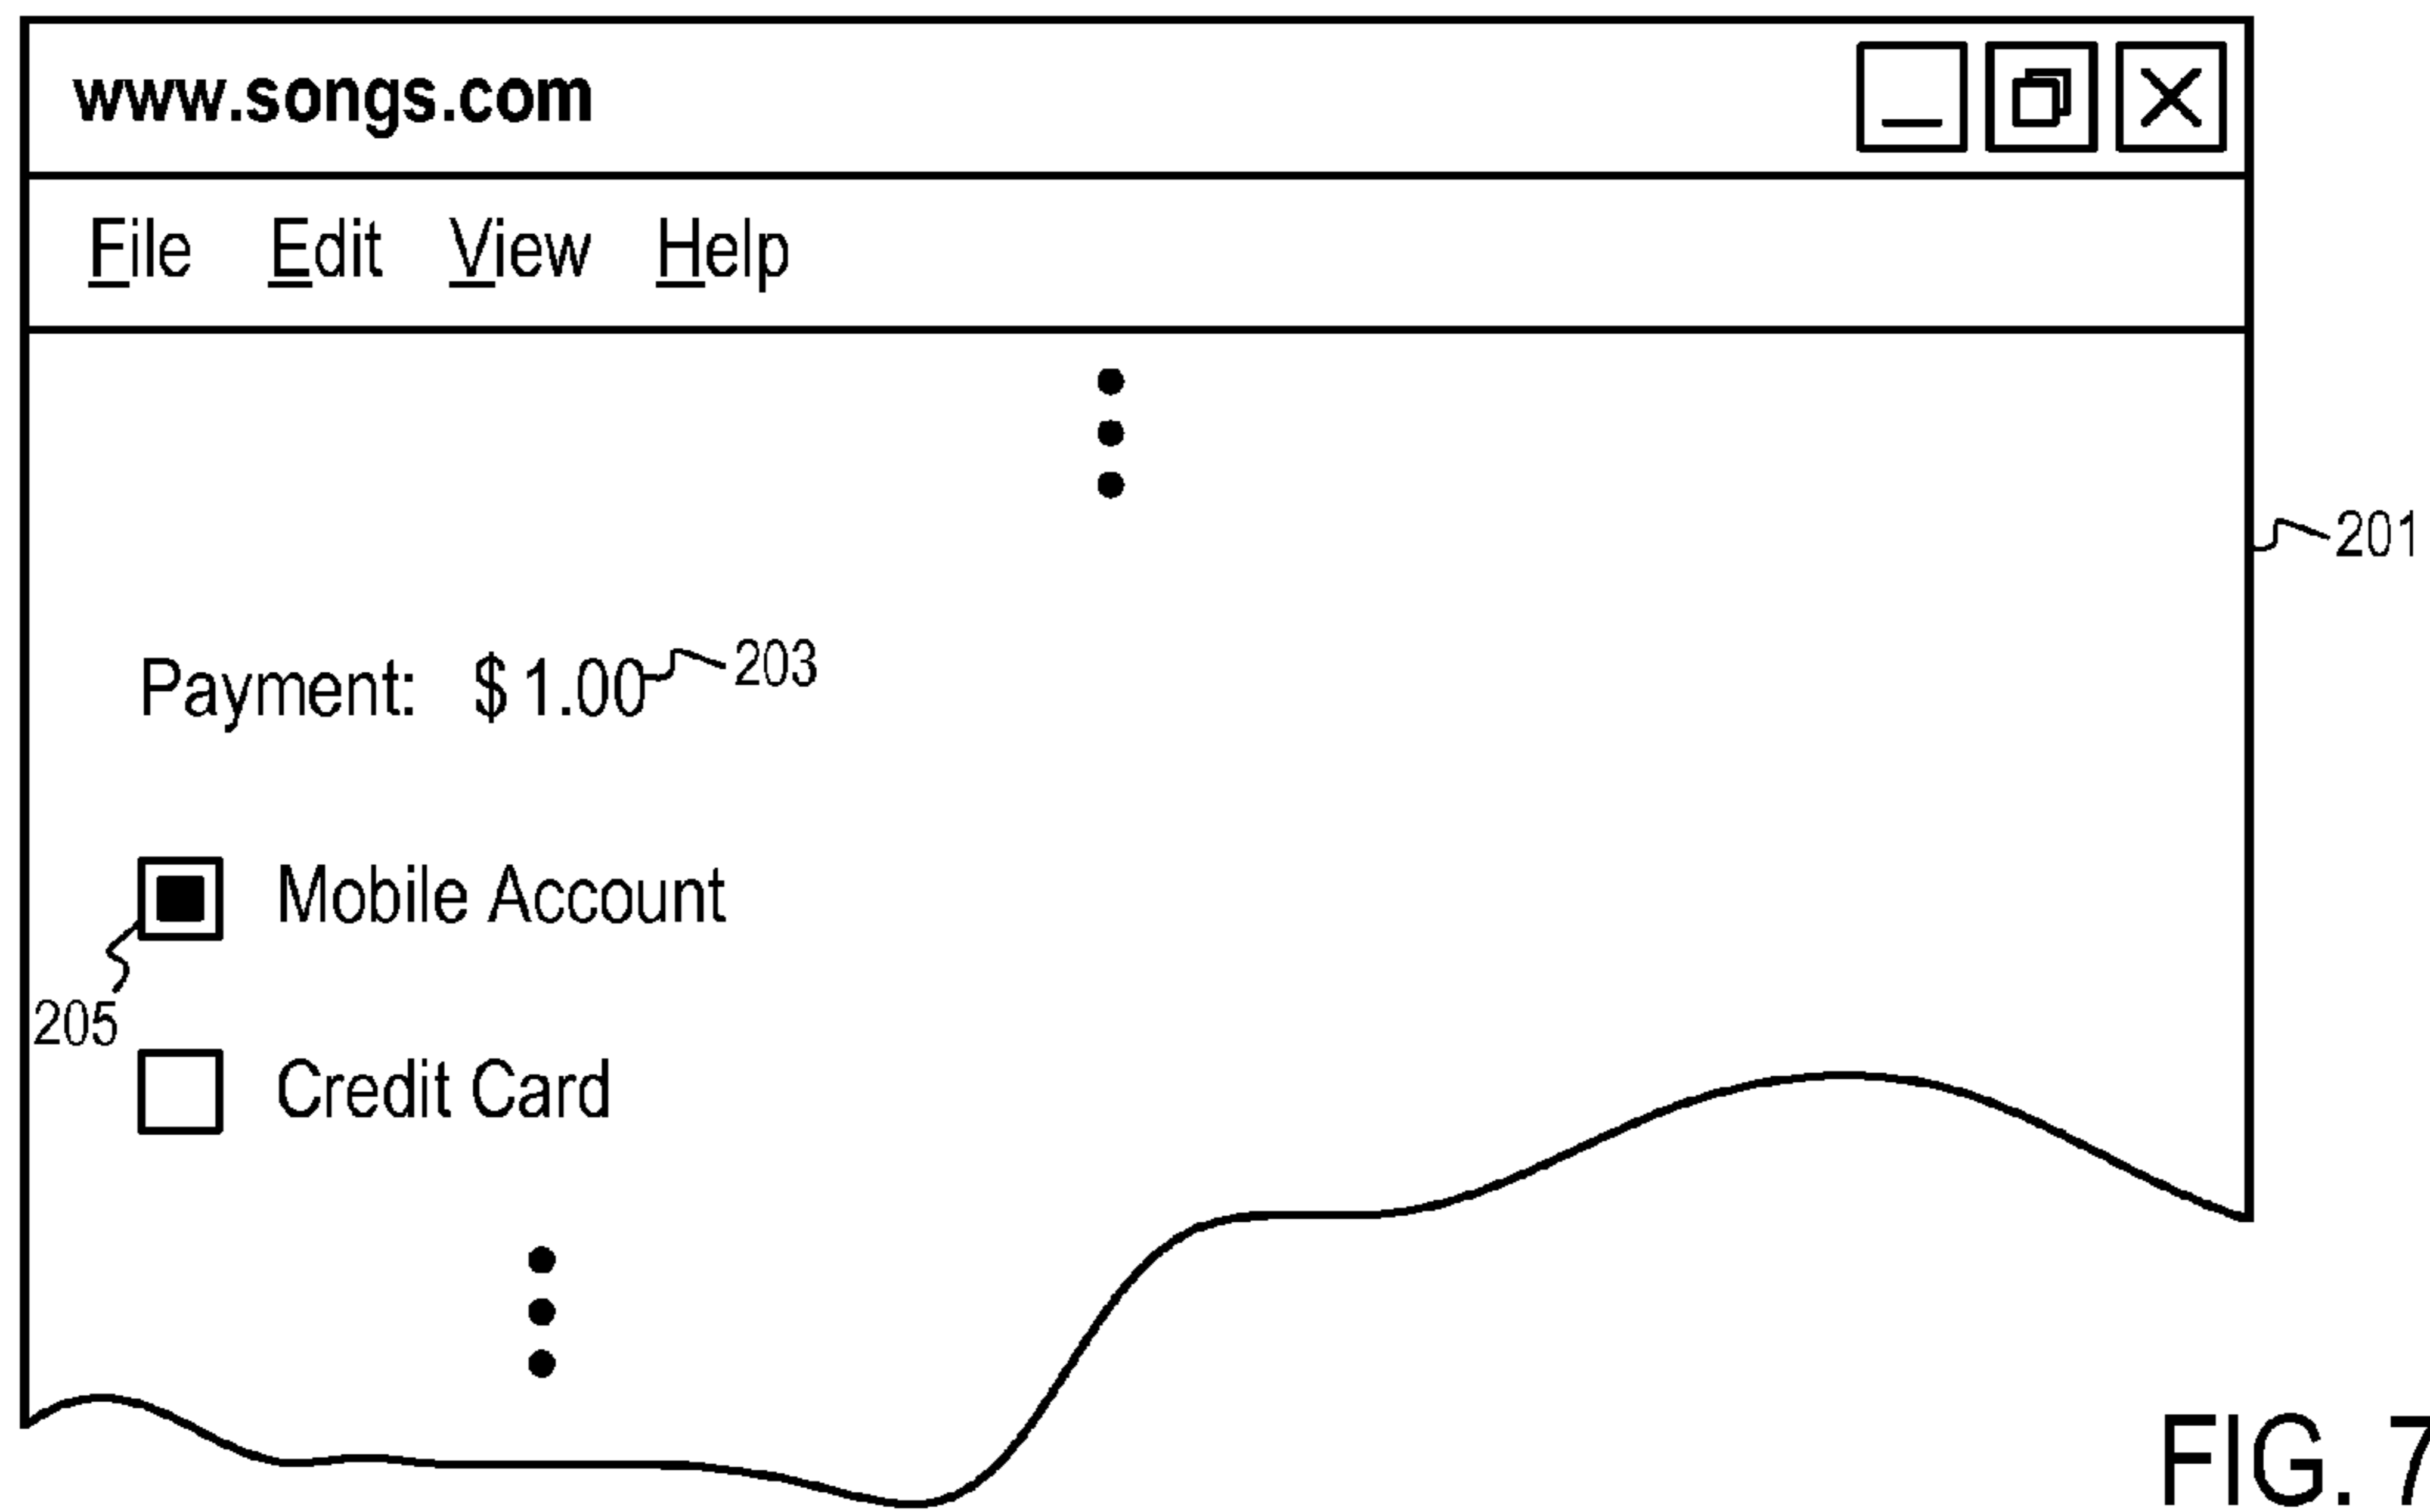 www.songs.com
File Edit View Help
201
Payment: $1.00 203
Mobile Account
205
Credit Card
FIG. 7